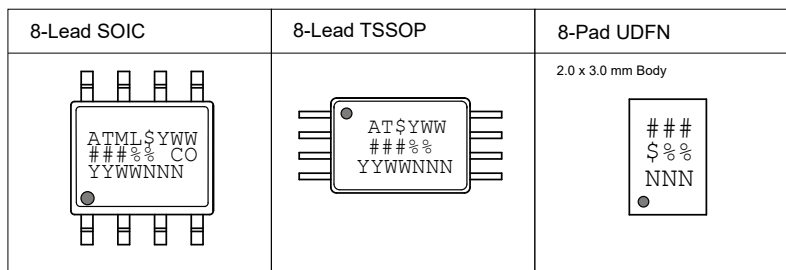 8-Lead SOIC
8-Lead TSSOP
8-Pad UDFN
2.0 x 3.0 mm Body
ATML$YWW
###%% CO
YYWWNNN
AT$YWW
###%%
YYWWNNN
###
$%%
NNN